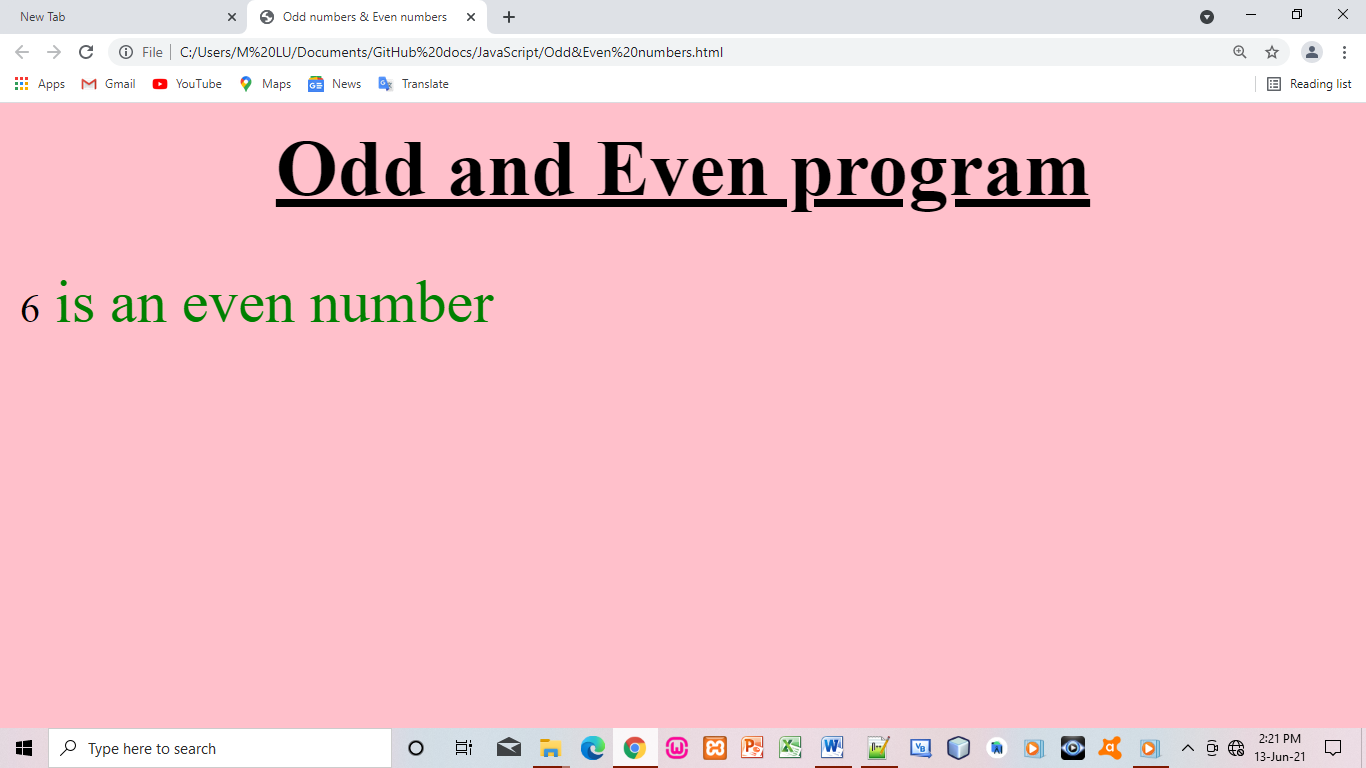 New Tab
Odd numbers & Even numbers
File
C:/Users/M%20LU/Documents/GitHub%20docs/JavaScript/Odd&Even%20numbers.html
Apps Gmail YouTube Maps News Translate Reading list
Odd and Even program
6 is an even number
Type here to search
2:21 PM
13-Jun-21